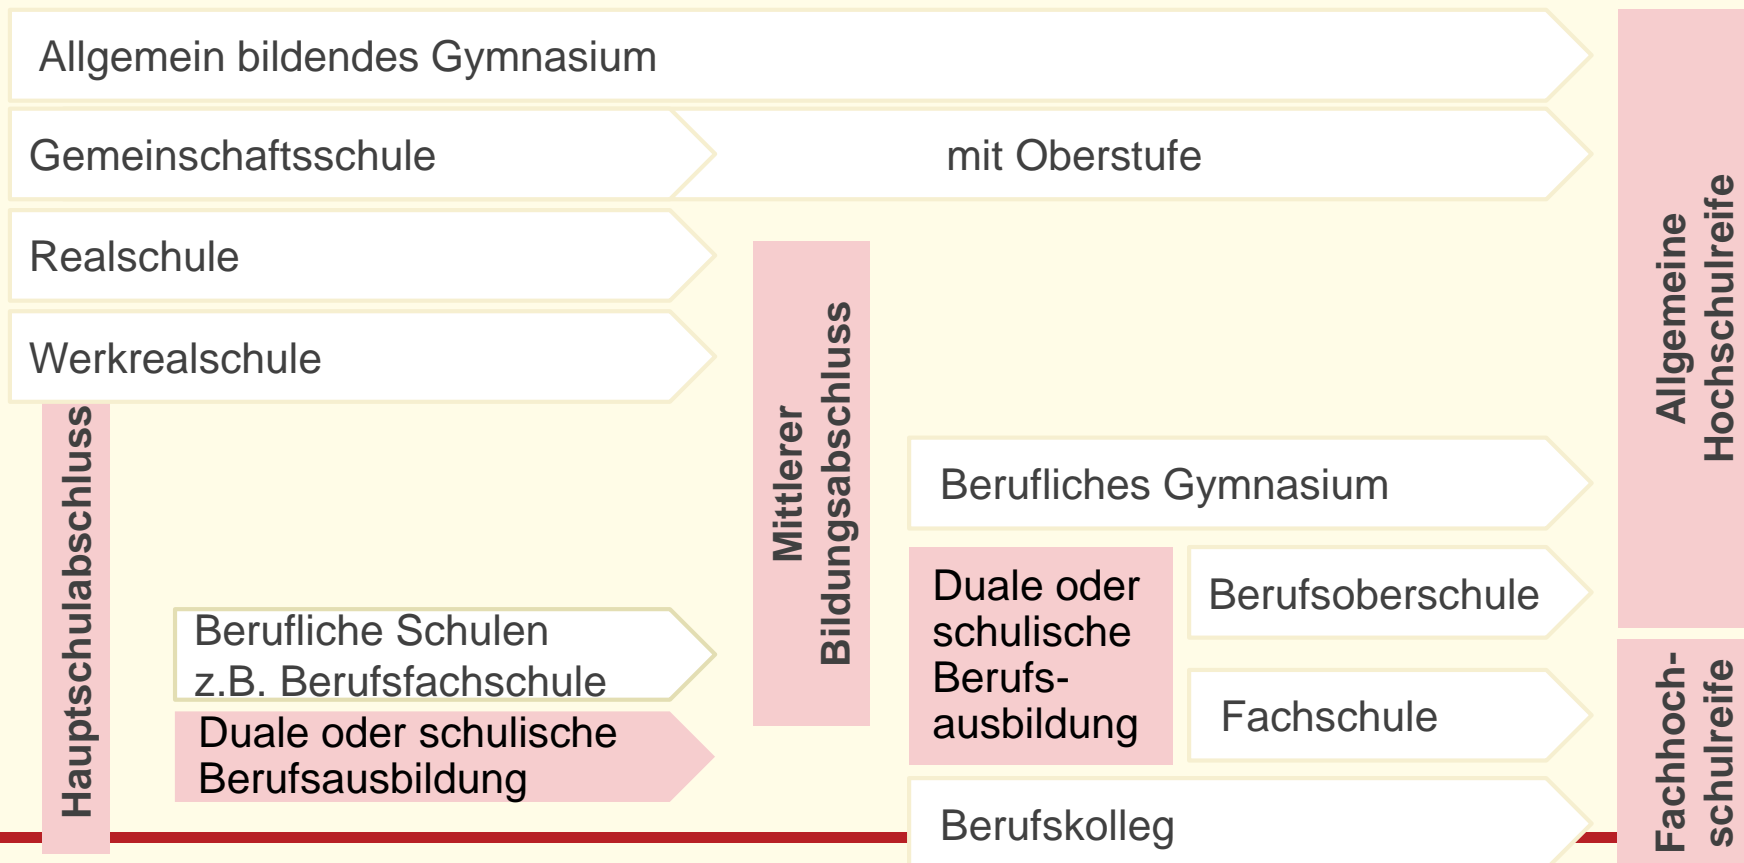 Allgemein bildendes Gymnasium
Gemeinschaftsschule
mit Oberstufe
Realschule
Werkrealschule
Hauptschulabschluss
Berufliche Schulen
z.B. Berufsfachschule
Duale oder schulische
Berufsausbildung
Mittlerer
Bildungsabschluss
Berufliches Gymnasium
Duale oder
schulische
Berufs-
ausbildung
Berufsoberschule
Fachschule
Berufskolleg
Allgemeine
Hochschulreife
Fachhoch-
schulreife